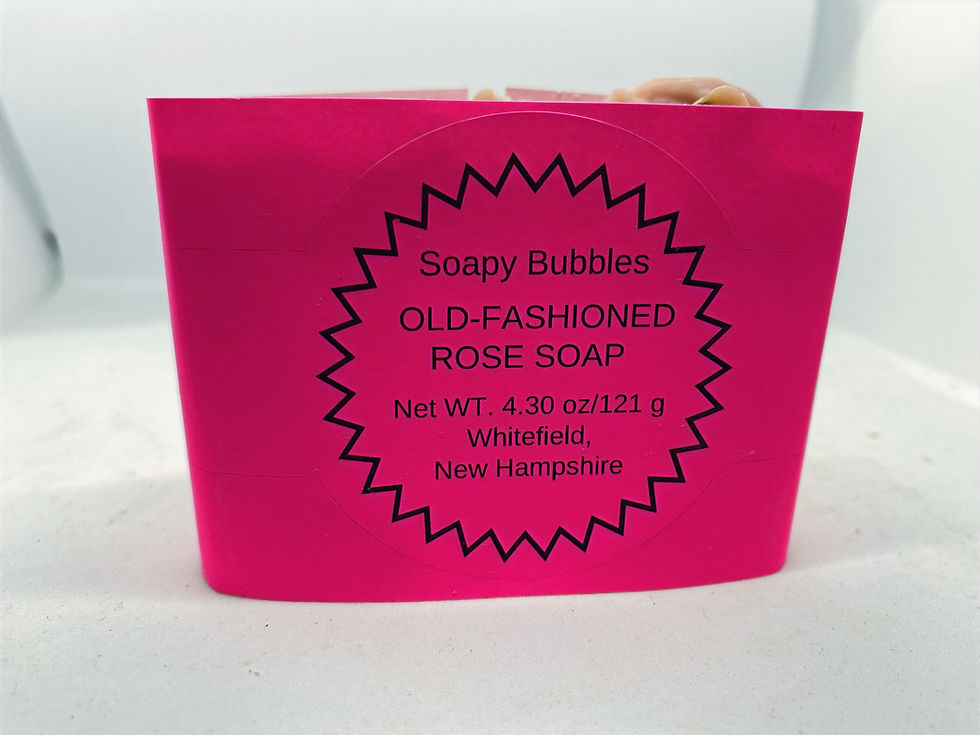 Soapy Bubbles
OLD-FASHIONED
ROSE SOAP
Net WT. 4.30 oz/121 g
Whitefield,
New Hampshire